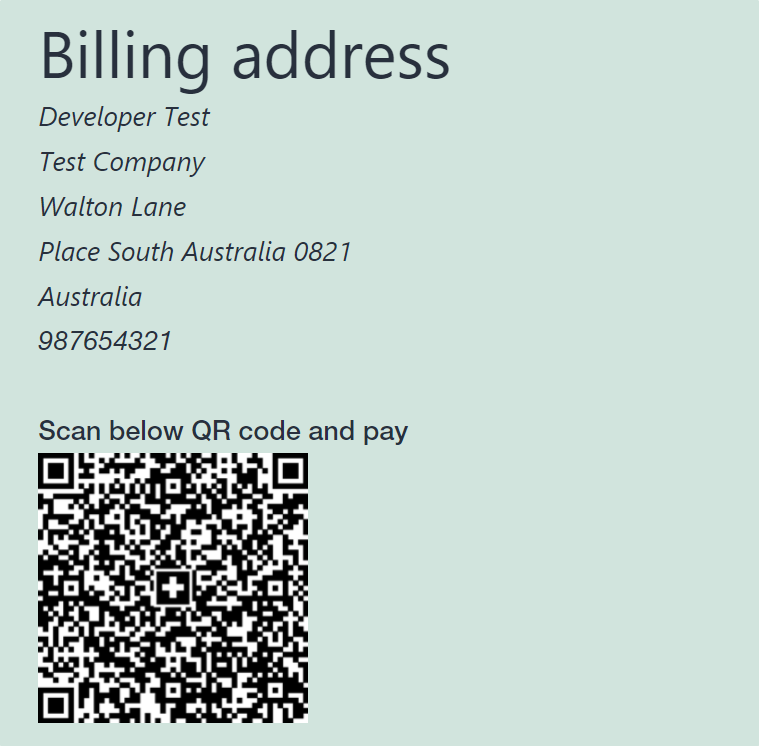 Billing address
Developer Test
Test Company
Walton Lane
Place South Australia 0821
Australia
987654321
Scan below QR code and pay